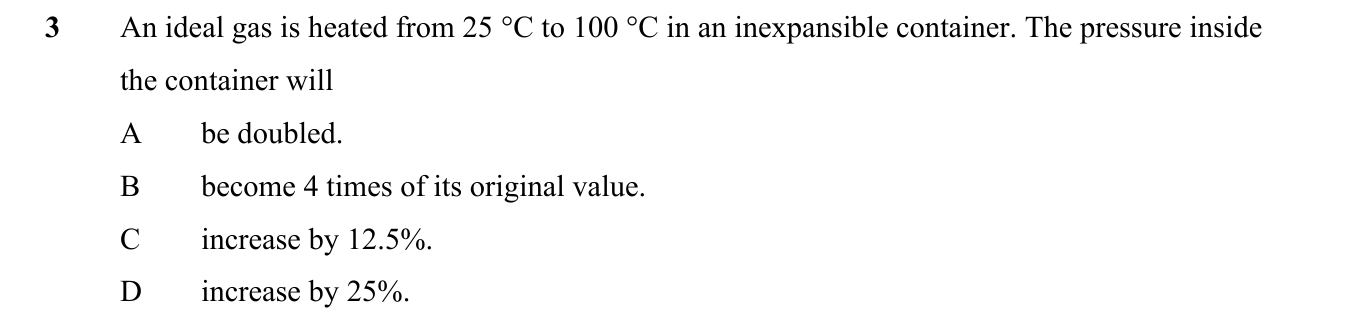 3 An ideal gas is heated from 25 °C to 100 °C in an inexpansible container. The pressure inside
the container will
A be doubled.
B become 4 times of its original value.
C increase by 12.5%.
D increase by 25%.